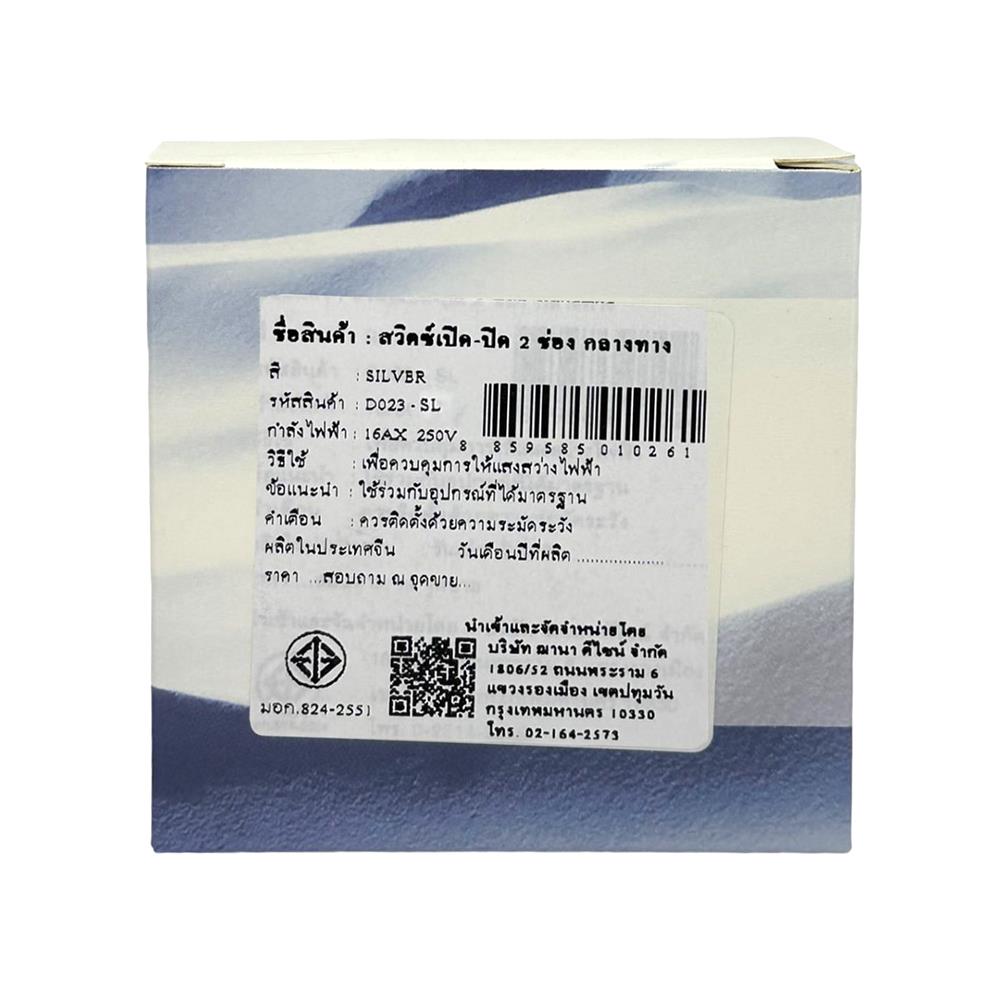 ชื่อสินค้า : สวิตช์เปิด-ปิด 2 ช่อง กลางทาง
สี : SILVER
รหัสสินค้า : D023 - SL
กำลังไฟฟ้า : 16AX 250V
8 859585 010261
วิธีใช้ : เพื่อควบคุมการให้แสงสว่างไฟฟ้า
ข้อแนะนำ : ใช้ร่วมกับอุปกรณ์ที่ได้มาตรฐาน
คำเตือน : ควรติดตั้งด้วยความระมัดระวัง
ผลิตในประเทศจีน วันเดือนปีที่ผลิต ....................
ราคา ...สอบถาม ณ จุดขาย...
นำเข้าและจัดจำหน่ายโดย
บริษัท ฌานา ดีไซน์ จำกัด
1806/52 ถนนพระราม 6
แขวงรองเมือง เขตปทุมวัน
กรุงเทพมหานคร 10330
โทร. 02-164-2573
มอก.824-2551